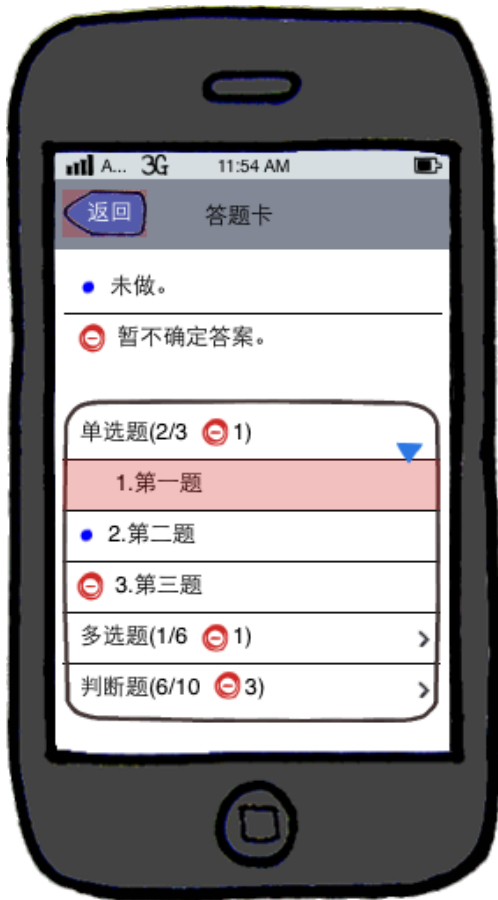 A... 3G 11:54 AM
返回 答题卡
未做。
暂不确定答案。
单选题(2/3 1)
1.第一题
2.第二题
3.第三题
多选题(1/6 1)
判断题(6/10 3)